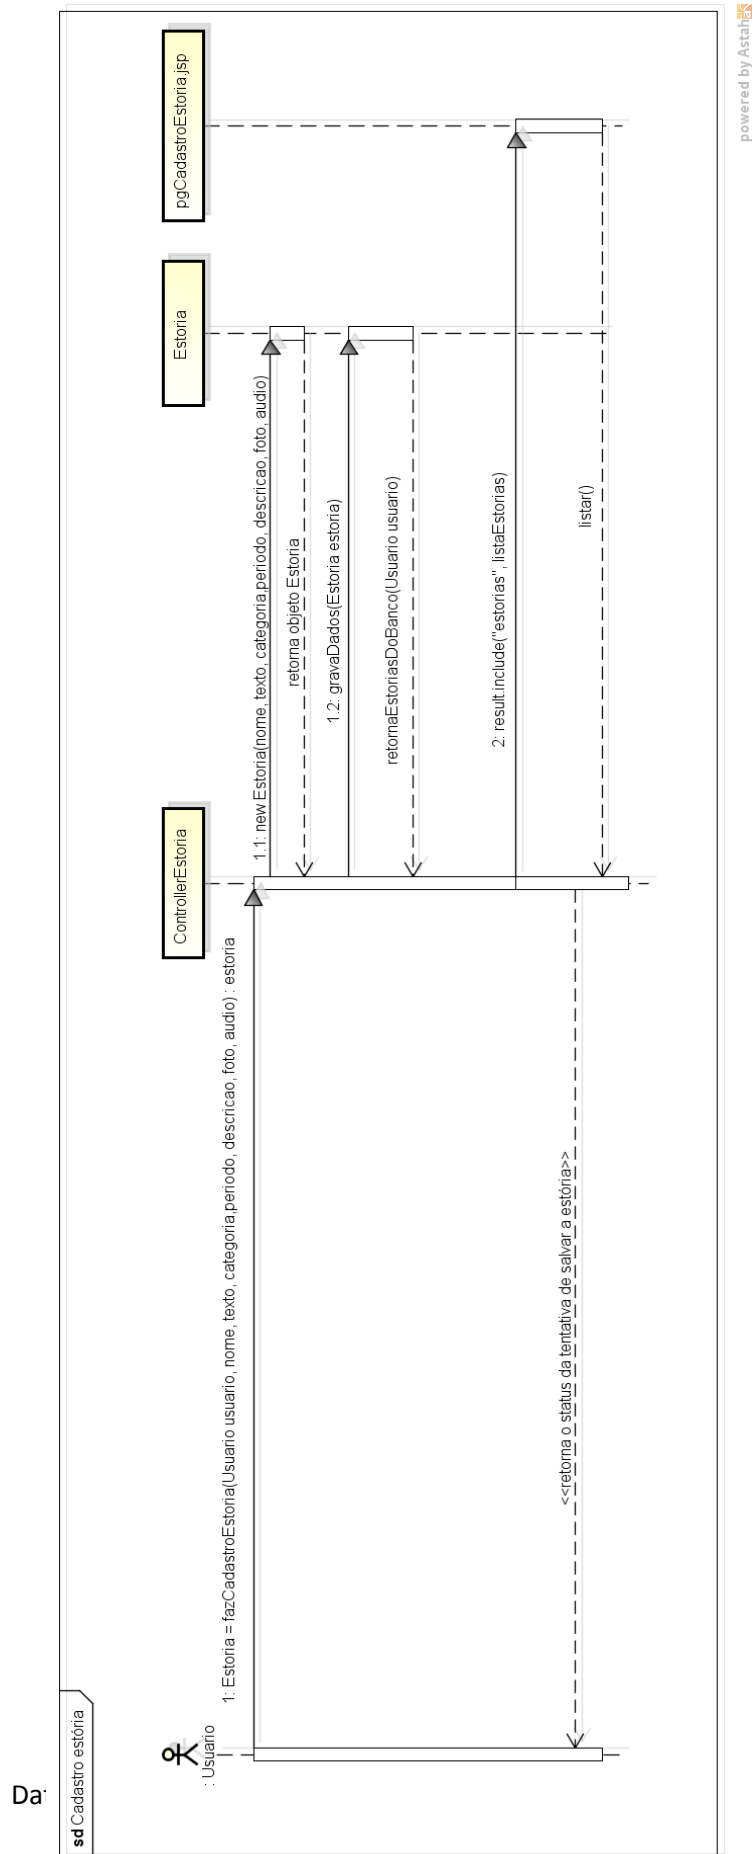 sd Cadastro estória
: Usuario
ControllerEstoria
Estoria
pgCadastroEstoria.jsp
1: Estoria = fazCadastroEstoria(Usuario usuario, nome, texto, categoria,periodo, descricao, foto, audio) : estoria
1.1: new Estoria(nome, texto, categoria,periodo, descricao, foto, audio)
retorna objeto Estoria
1.2: gravaDados(Estoria estoria)
retornaEstoriasDoBanco(Usuario usuario)
2: result.include("estorias", listaEstorias)
<<retorna o status da tentativa de salvar a estória>>
listar()
powered by Astah